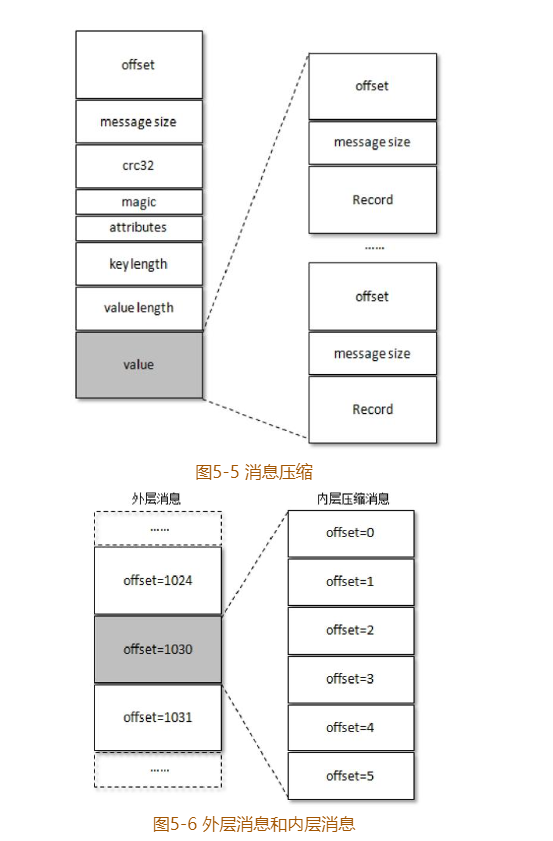 offset
message size
crc32
magic
attributes
key length
value length
value
offset
message size
Record
……
offset
message size
Record
图5-5 消息压缩
外层消息
……
offset=1024
offset=1030
offset=1031
……
内层压缩消息
offset=0
offset=1
offset=2
offset=3
offset=4
offset=5
图5-6 外层消息和内层消息